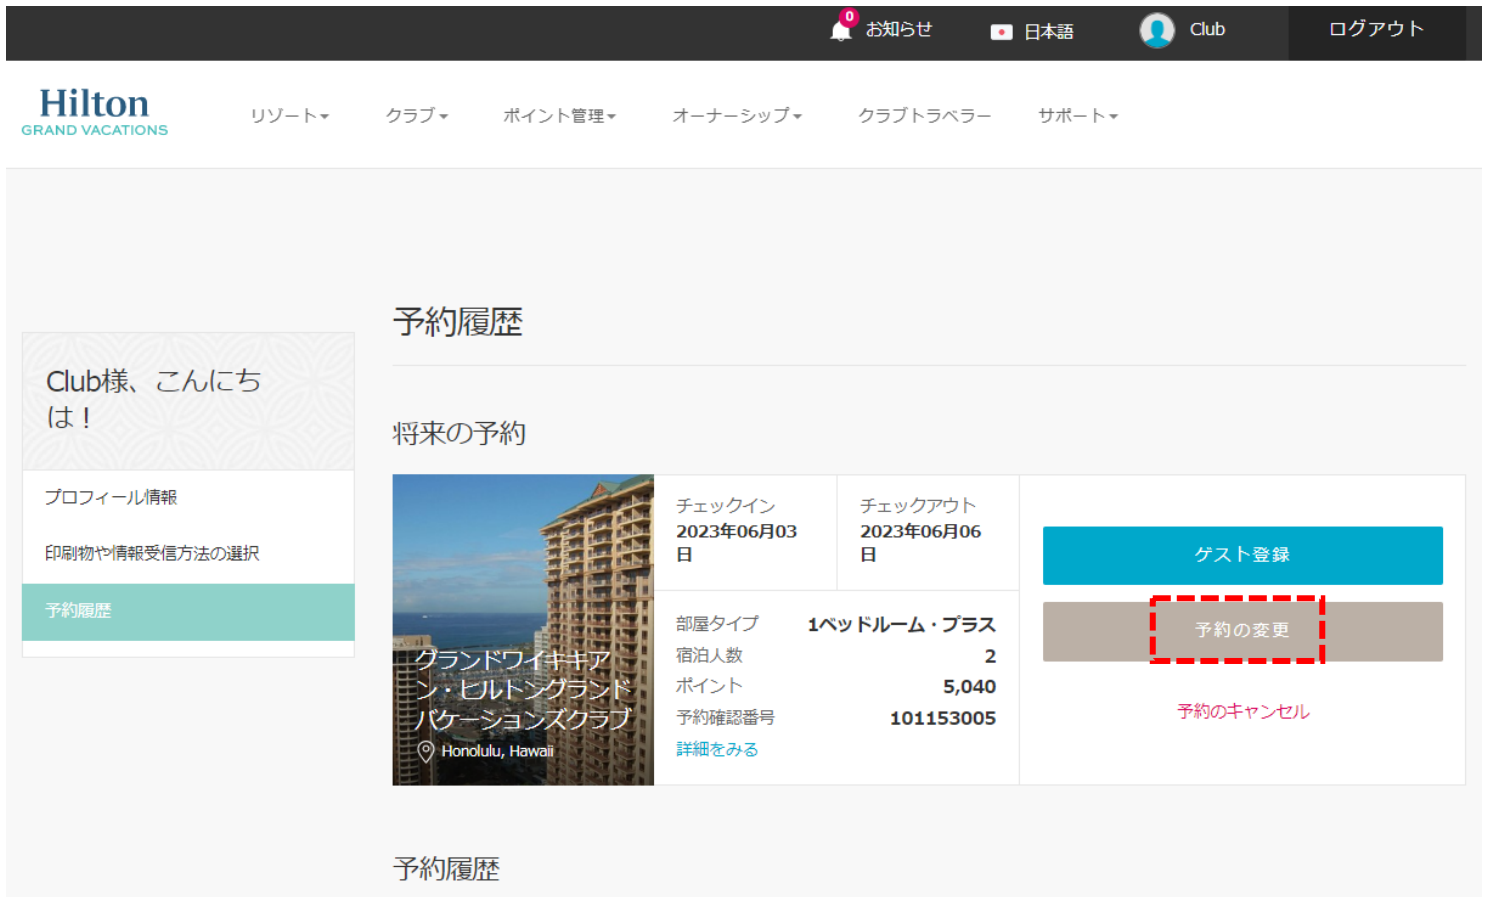 0
お知らせ
日本語
Club
ログアウト
Hilton
GRAND VACATIONS
リゾート
クラブ
ポイント管理
オーナーシップ
クラブトラベラー
サポート
予約履歴
Club様、こんにち
は！
プロフィール情報
印刷物や情報受信方法の選択
予約履歴
将来の予約
グランドワイキキア
ン・ヒルトングランド
バケーションズクラブ
Honolulu, Hawaii
チェックイン
2023年06月03
日
チェックアウト
2023年06月06
日
部屋タイプ 1ベッドルーム・プラス
宿泊人数 2
ポイント 5,040
予約確認番号 101153005
詳細をみる
ゲスト登録
予約の変更
予約のキャンセル
予約履歴